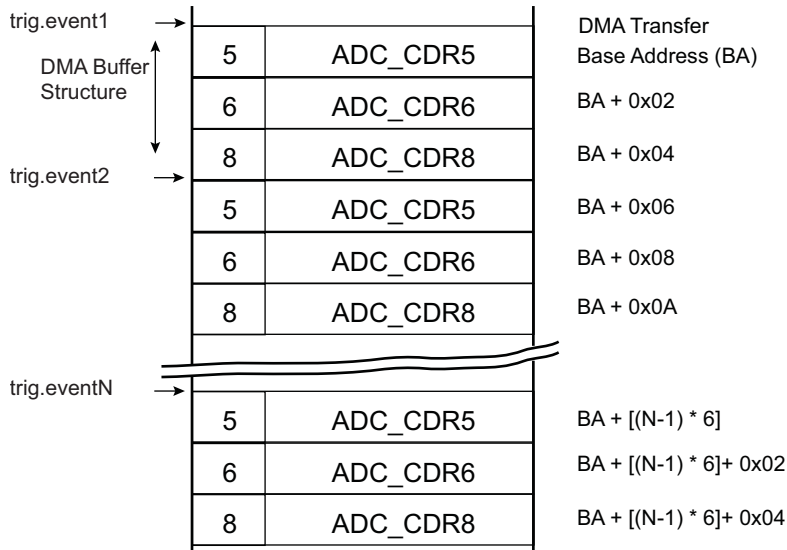 trig.event1
DMA Transfer
DMA Buffer
Structure
5 ADC_CDR5 Base Address (BA)
6 ADC_CDR6 BA + 0x02
8 ADC_CDR8 BA + 0x04
trig.event2
5 ADC_CDR5 BA + 0x06
6 ADC_CDR6 BA + 0x08
8 ADC_CDR8 BA + 0x0A
trig.eventN
5 ADC_CDR5 BA + [(N-1) * 6]
6 ADC_CDR6 BA + [(N-1) * 6]+ 0x02
8 ADC_CDR8 BA + [(N-1) * 6]+ 0x04